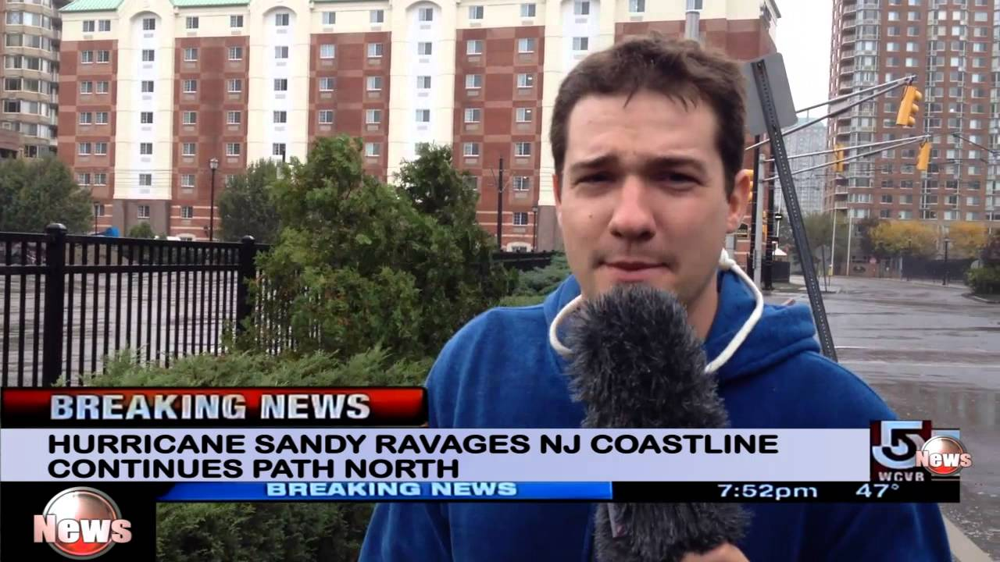 BREAKING NEWS
HURRICANE SANDY RAVAGES NJ COASTLINE
CONTINUES PATH NORTH
5
News
WCVB
BREAKING NEWS
7:52pm 47°
News